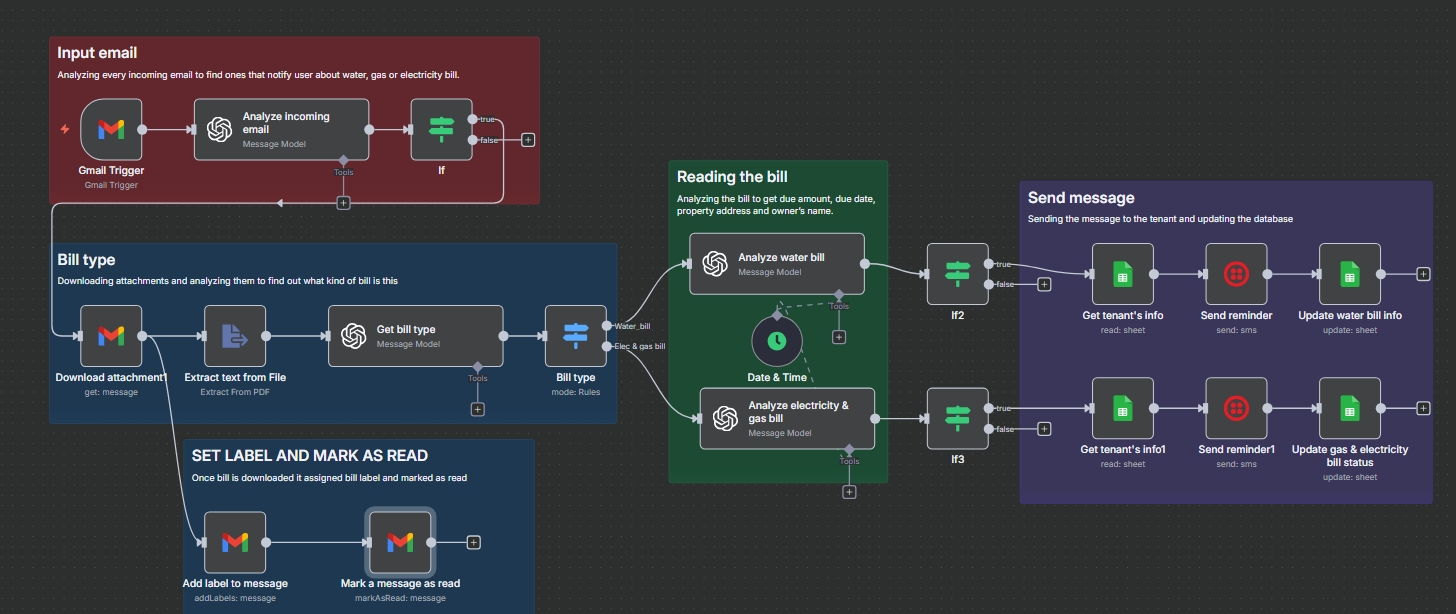 Input email
Analyzing every incoming email to find ones that notify user about water, gas or electricity bill.
Analyze incoming
email
Message Model
true
false
Tools
Gmail Trigger
Gmail Trigger
If
Bill type
Downloading attachments and analyzing them to find out what kind of bill is this
Get bill type
Message Model
Water_bill
Elec & gas bill
Tools
Download attachment1
get: message
Extract text from File
Extract From PDF
Bill type
mode: Rules
SET LABEL AND MARK AS READ
Once bill is downloaded it assigned bill label and marked as read
Add label to message
addLabels: message
Mark a message as read
markAsRead: message
Reading the bill
Analyzing the bill to get due amount, due date,
property address and owner's name.
Analyze water bill
Message Model
Tools
Date & Time
Analyze electricity &
gas bill
Message Model
Tools
true
false
If2
true
false
If3
Send message
Sending the message to the tenant and updating the database
Get tenant's info
read: sheet
Send reminder
send: sms
Update water bill info
update: sheet
Get tenant's info1
read: sheet
Send reminder1
send: sms
Update gas & electricity
bill status
update: sheet